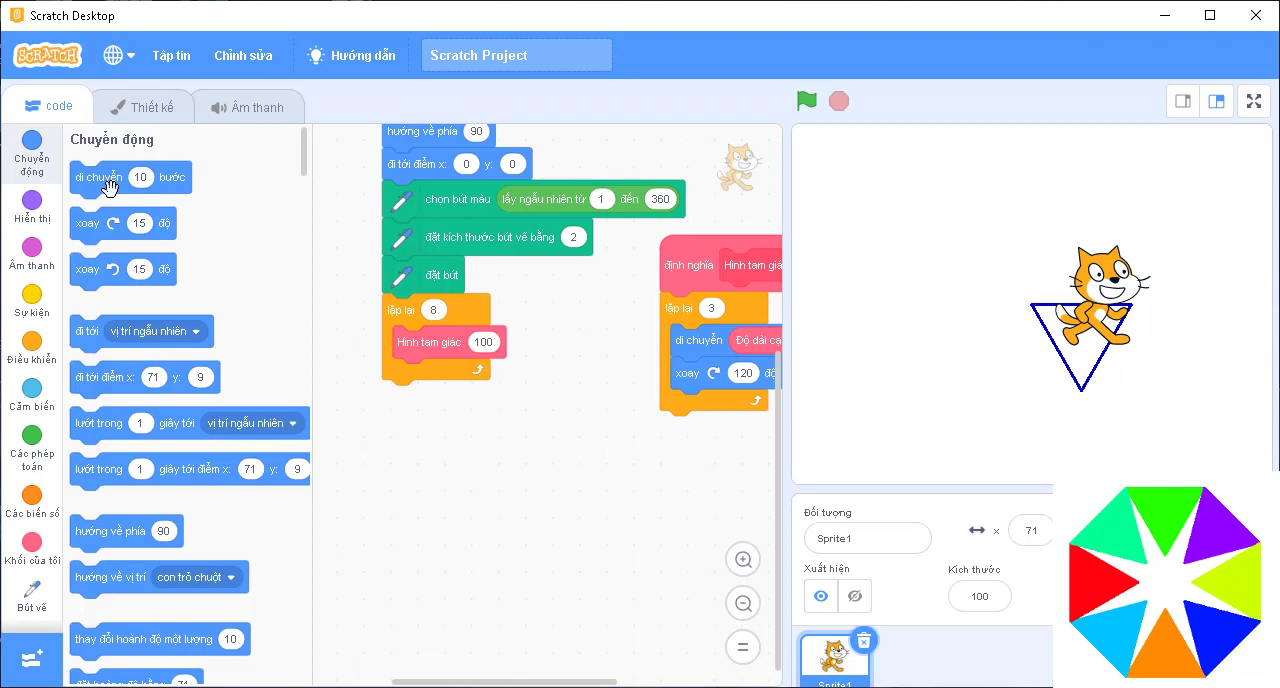 Scratch Desktop
SCRATCH
Tập tin
Chỉnh sửa
Hướng dẫn
Scratch Project
code
Thiết kế
Âm thanh
Chuyển động
Hiển thị
Âm thanh
Sự kiện
Điều khiển
Cảm biến
Các phép toán
Các biến số
Khối của tôi
Bút vẽ
Chuyển động
di chuyển 10 bước
xoay 15 độ
xoay 15 độ
đi tới vị trí ngẫu nhiên
đi tới điểm x: 71 y: 9
lướt trong 1 giây tới vị trí ngẫu nhiên
lướt trong 1 giây tới điểm x: 71 y: 9
hướng về phía 90
hướng về vị trí con trỏ chuột
thay đổi hoành độ một lượng 10
đặt hoành độ bằng 71
hướng về phía 90
đi tới điểm x: 0 y: 0
chọn bút màu lấy ngẫu nhiên từ 1 đến 360
đặt kích thước bút vẽ bằng 2
đặt bút
lặp lại 8
Hình tam giác 100
định nghĩa Hình tam giá
lặp lại 3
di chuyển Độ dài cạ
xoay 120 độ
Đối tượng
Sprite1
x 71
Xuất hiện
Kích thước
100
Sprite1